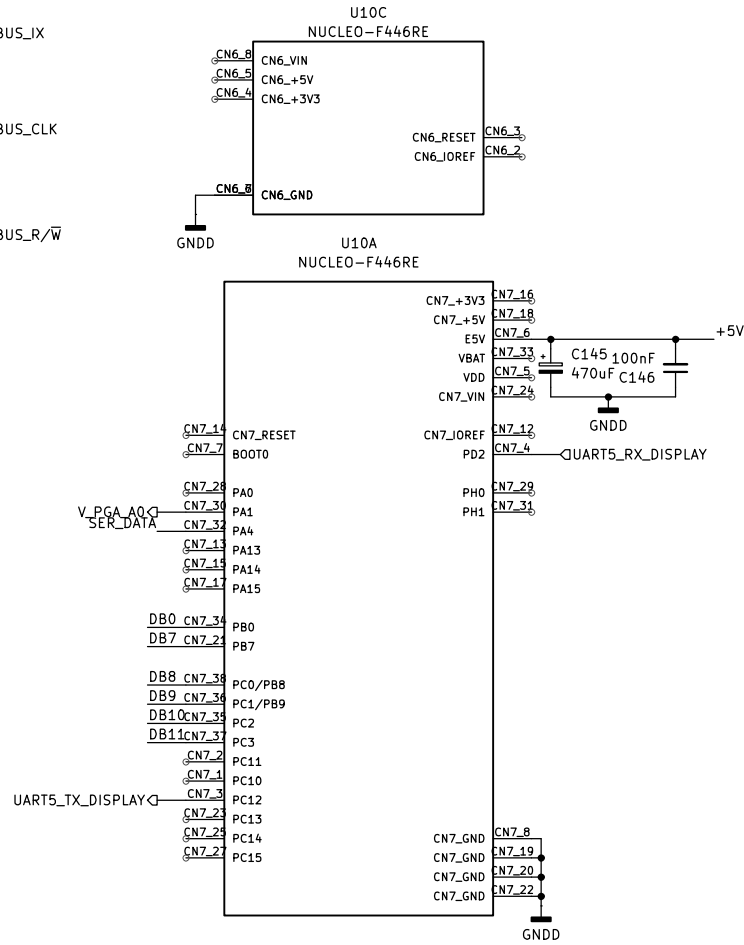 BUS_IX
BUS_CLK
BUS_R/W
U10C
NUCLEO-F446RE
CN6_8 CN6_VIN
CN6_5 CN6_+5V
CN6_4 CN6_+3V3
CN6_RESET CN6_3
CN6_IOREF CN6_2
CN6_GND
GNDD
U10A
NUCLEO-F446RE
CN7_+3V3 CN7_16
CN7_+5V CN7_18
E5V CN7_6 +5V
VBAT CN7_33 + C145 100nF
VDD CN7_5 470uF C146
CN7_VIN CN7_24
GNDD
CN7_14 CN7_RESET CN7_IOREF CN7_12
CN7_7 BOOT0 PD2 CN7_4 UART5_RX_DISPLAY
CN7_28 PA0 PH0 CN7_29
V_PGA_A0 CN7_30 PA1 PH1 CN7_31
SER_DATA CN7_32 PA4
CN7_13 PA13
CN7_15 PA14
CN7_17 PA15
DB0 CN7_34 PB0
DB7 CN7_21 PB7
DB8 CN7_38 PC0/PB8
DB9 CN7_36 PC1/PB9
DB10 CN7_35 PC2
DB11 CN7_37 PC3
CN7_2 PC11
CN7_1 PC10
UART5_TX_DISPLAY CN7_3 PC12
CN7_23 PC13
CN7_25 PC14 CN7_GND CN7_8
CN7_27 PC15 CN7_GND CN7_19
CN7_GND CN7_20
CN7_GND CN7_22
GNDD